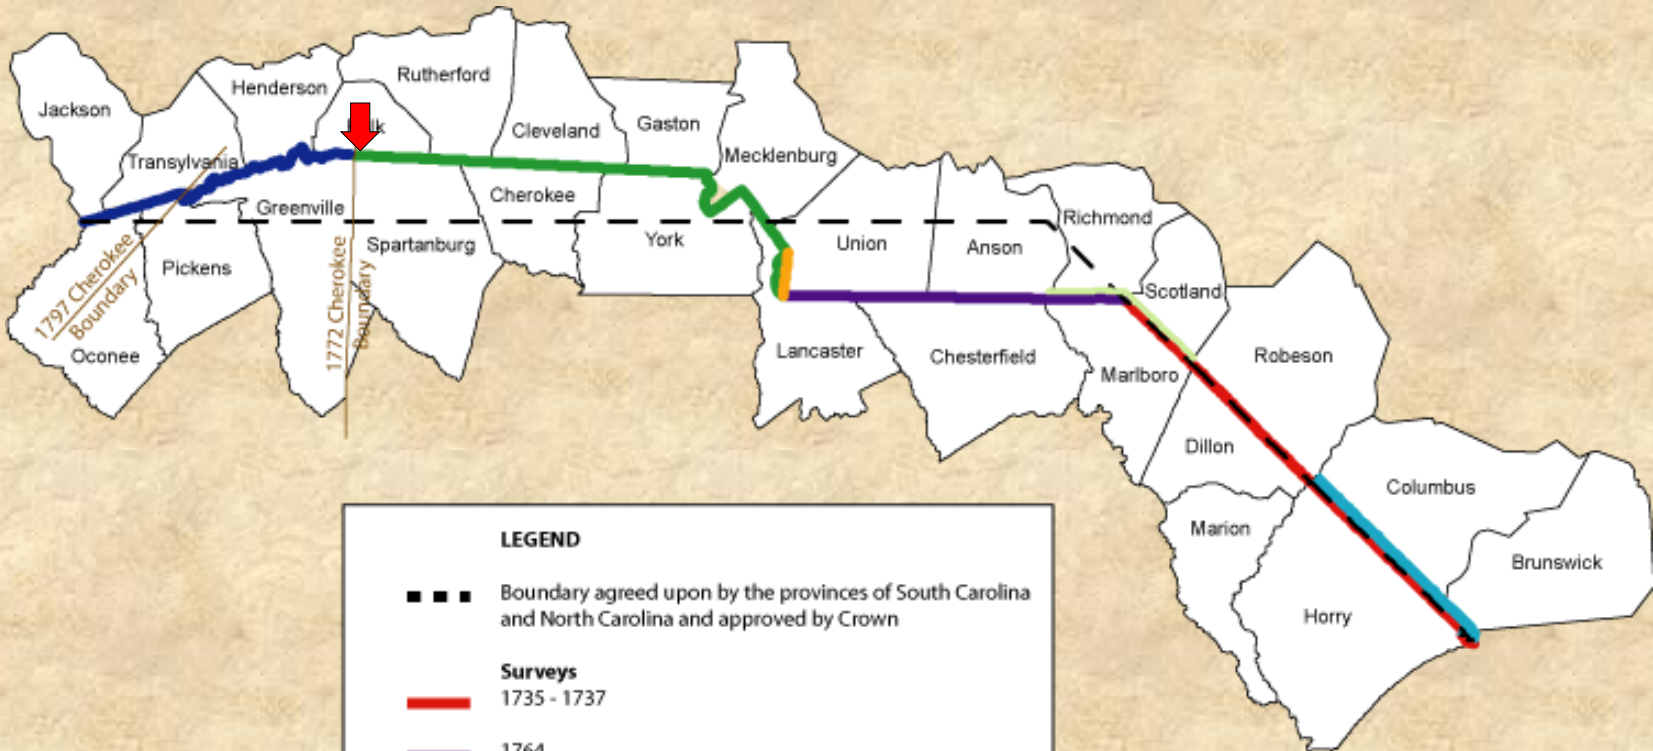 Rutherford
Henderson
Jackson
Gaston
Cleveland
Mecklenburg
Transylvania
Cherokee
Greenville
Richmond
York
Union
Anson
Spartanburg
Pickens
1797 Cherokee
Boundary
1772 Cherokee
Boundary
Scotland
Oconee
Lancaster
Chesterfield
Robeson
Marlboro
Dillon
Columbus
Marion
Brunswick
Horry
LEGEND
Boundary agreed upon by the provinces of South Carolina
and North Carolina and approved by Crown
Surveys
1735 - 1737
1764